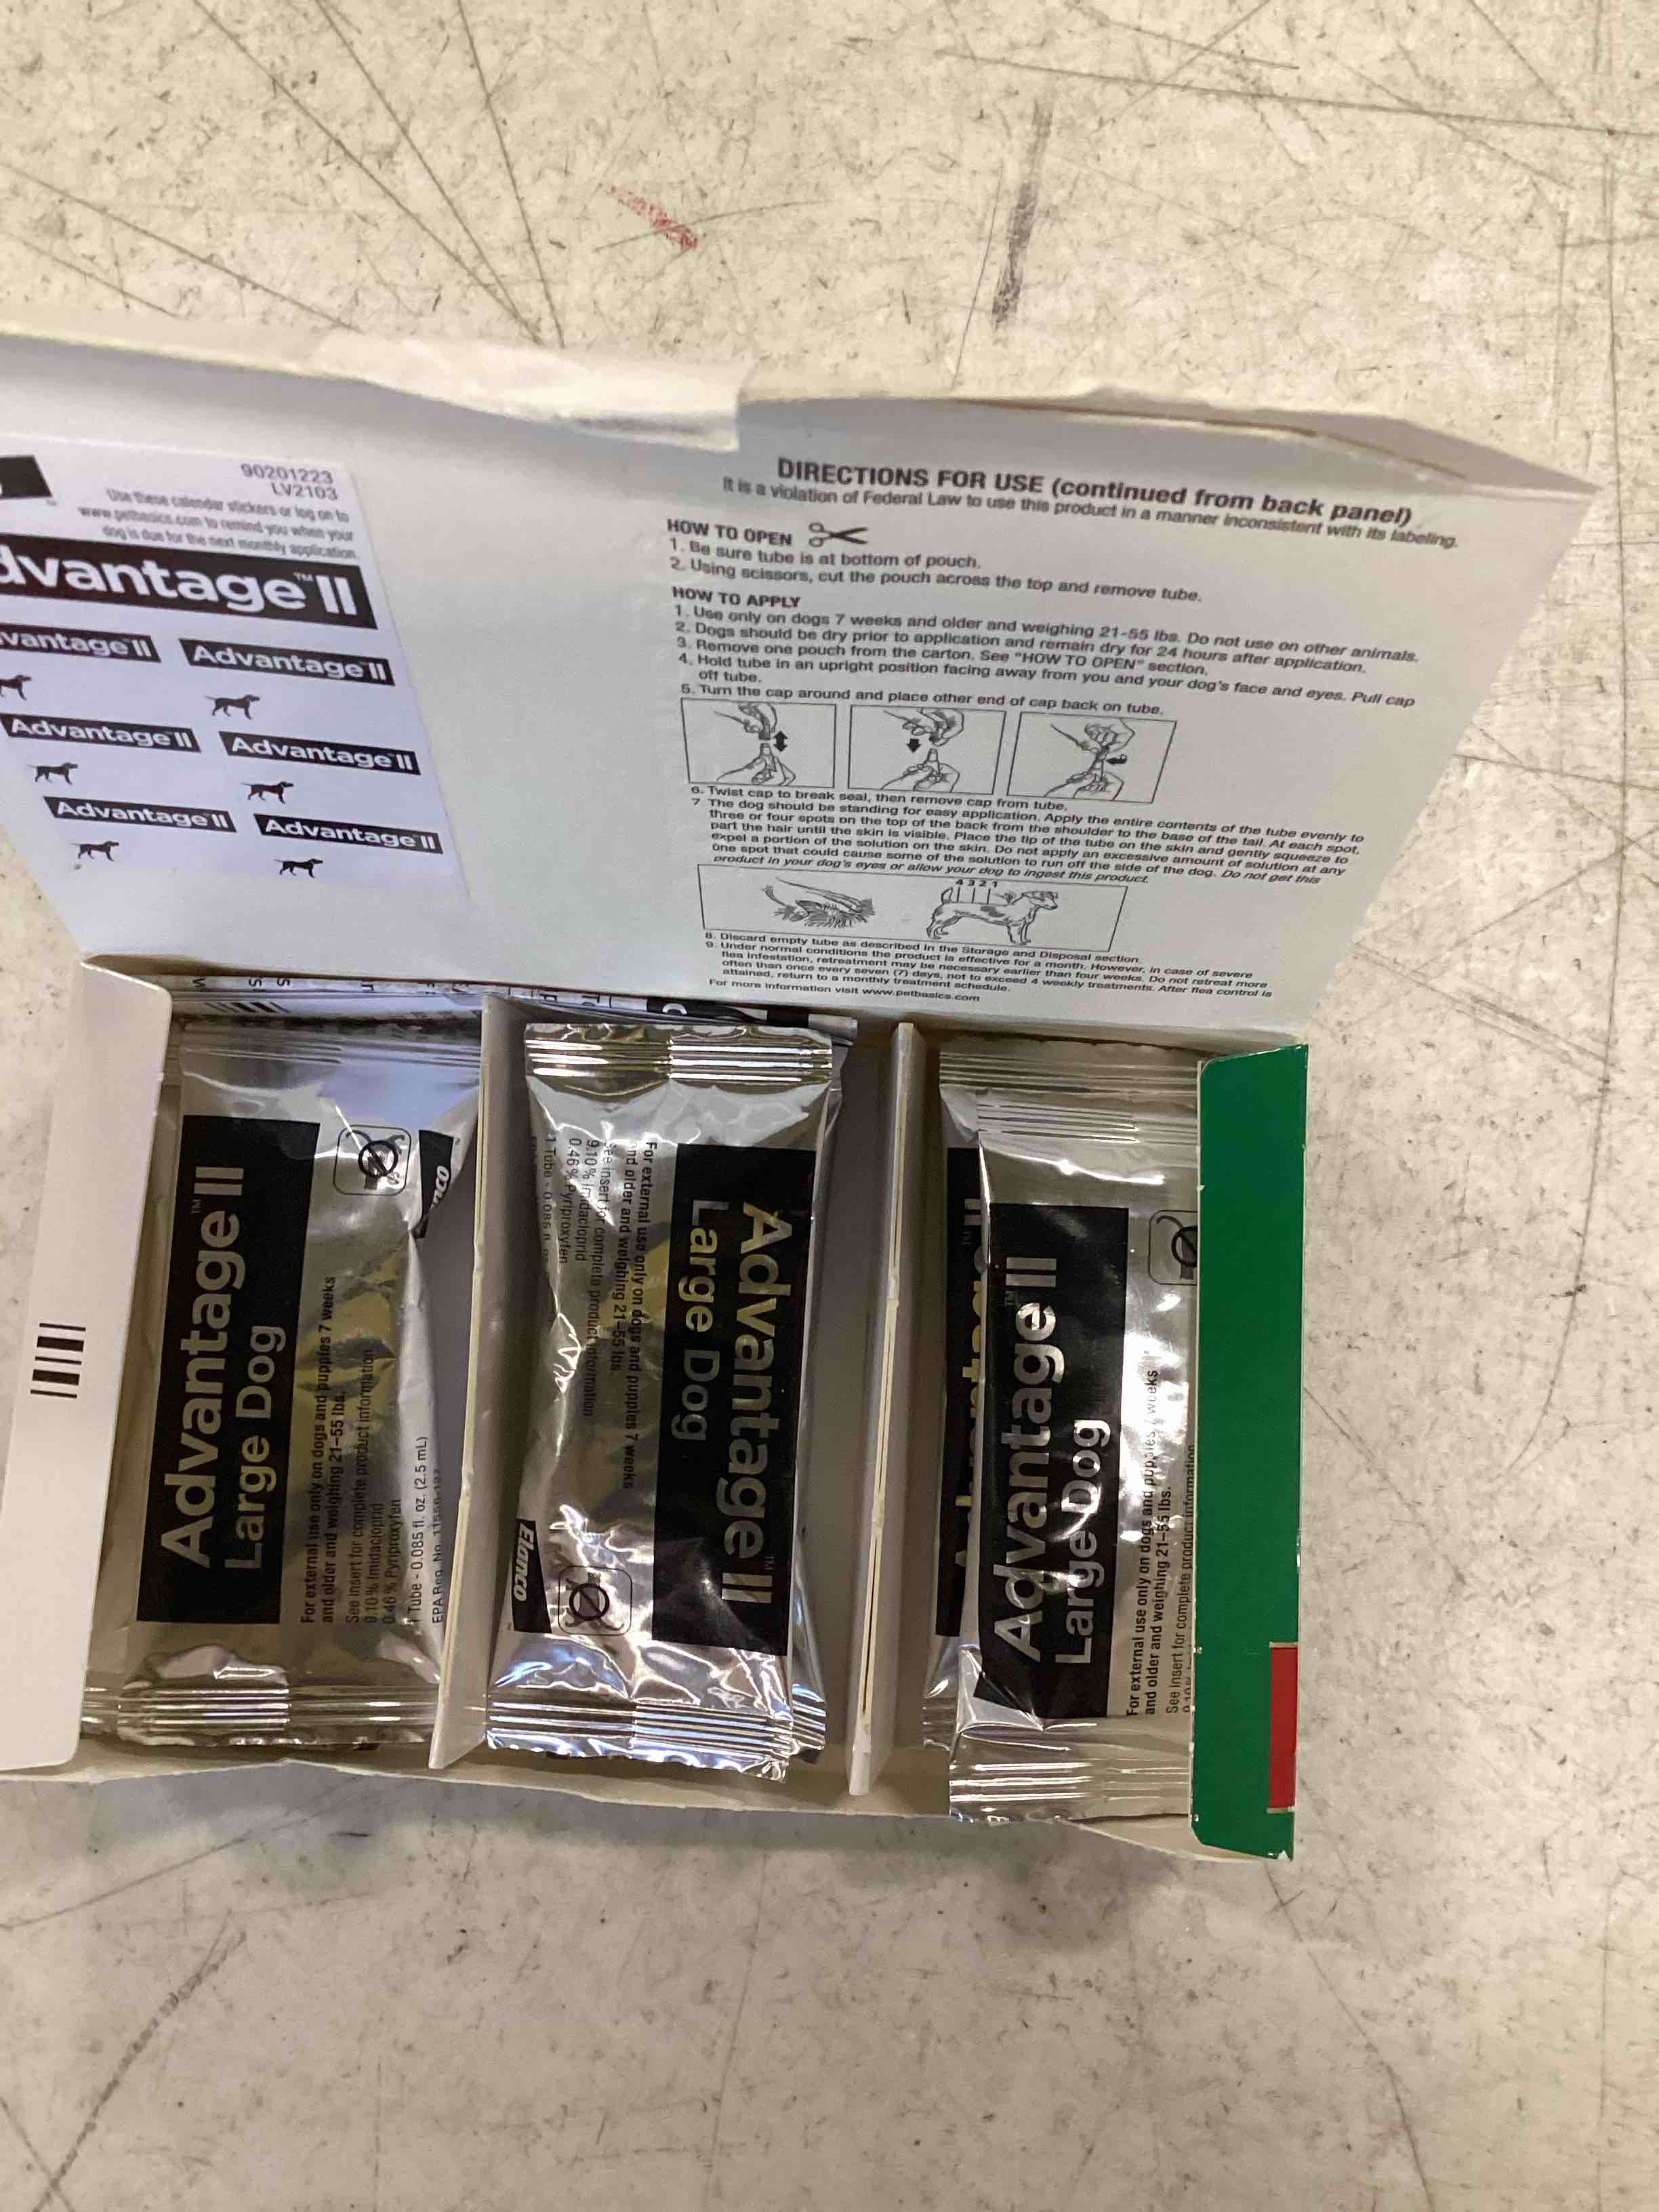 90201223
LV2103
Use these calendar stickers or log on to
www.petbasics.com to remind you when your
dog is due for the next monthly application.
dvantage™II
vantage II
Advantage II
Advantage II
Advantage II
Advantage II
Advantage II
DIRECTIONS FOR USE (continued from back panel)
It is a violation of Federal Law to use this product in a manner inconsistent with its labeling.
HOW TO OPEN
1. Be sure tube is at bottom of pouch.
2. Using scissors, cut the pouch across the top and remove tube.
HOW TO APPLY
1. Use only on dogs 7 weeks and older and weighing 21-55 lbs. Do not use on other animals.
2. Dogs should be dry prior to application and remain dry for 24 hours after application.
3. Remove one pouch from the carton. See "HOW TO OPEN" section.
4. Hold tube in an upright position facing away from you and your dog's face and eyes. Pull cap
off tube.
5. Turn the cap around and place other end of cap back on tube.
6. Twist cap to break seal, then remove cap from tube.
7 The dog should be standing for easy application. Apply the entire contents of the tube evenly to
three or four spots on the top of the back from the shoulder to the base of the tail. At each spot,
part the hair until the skin is visible. Place the tip of the tube on the skin and gently squeeze to
expel a portion of the solution on the skin. Do not apply an excessive amount of solution at any
one spot that could cause some of the solution to run off the side of the dog. Do not get this
product in your dog's eyes or allow your dog to ingest this product.
4 3 2 1
8. Discard empty tube as described in the Storage and Disposal section.
9. Under normal conditions the product is effective for a month. However, in case of severe
flea infestation, retreatment may be necessary earlier than four weeks. Do not retreat more
often than once every seven (7) days, not to exceed 4 weekly treatments. After flea control is
attained, return to a monthly treatment schedule.
For more information visit www.petbasics.com
Advantage™ II
Large Dog
For external use only on dogs and puppies 7 weeks
and older and weighing 21–55 lbs.
See insert for complete product information
9.10 % Imidacloprid
0.46 % Pyriproxyfen
1 Tube - 0.085 fl. oz. (2.5 mL)
EPA Reg. No.
nco
Advantage™ II
Large Dog
For external use only on dogs and puppies 7 weeks
and older and weighing 21–55 lbs.
See insert for complete product information
9.10% Imidacloprid
0.46% Pyriproxyfen
1 Tube - 0.085 fl. oz.
Elanco
Advantage™ II
Large Dog
For external use only on dogs and puppies 7 weeks
and older and weighing 21–55 lbs.
See insert for complete product information